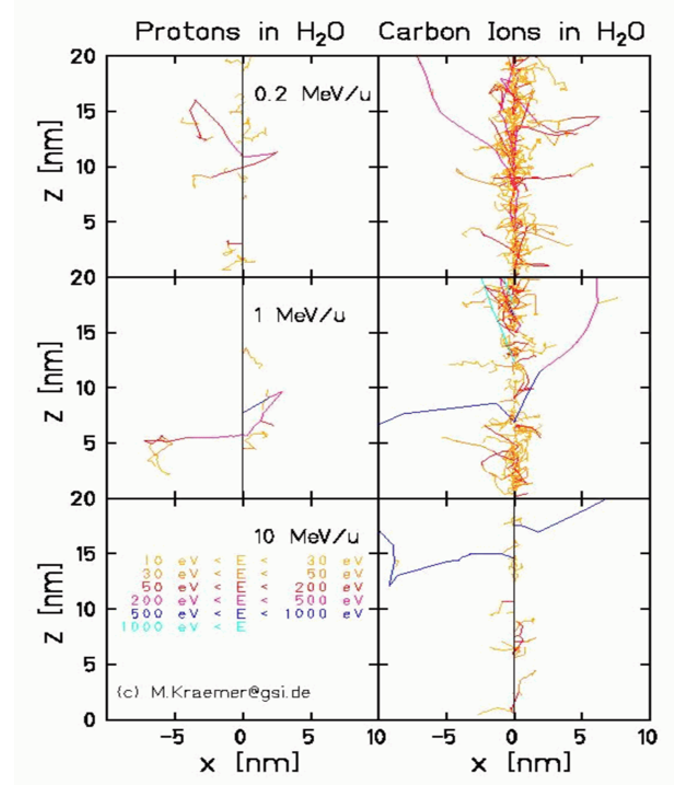 Protons in H2O Carbon Ions in H2O
20
0.2 MeV/u
15
Z [nm]
10
5
20
1 MeV/u
15
Z [nm]
10
5
20
10 MeV/u
15
10 eV < E < 30 eV
30 eV < E < 50 eV
50 eV < E < 200 eV
200 eV < E < 500 eV
500 eV < E < 1000 eV
1000 eV < E
Z [nm]
10
5
(c) M.Kraemer@gsi.de
0
-5 0 5 10 -5 0 5 10
x [nm] x [nm]